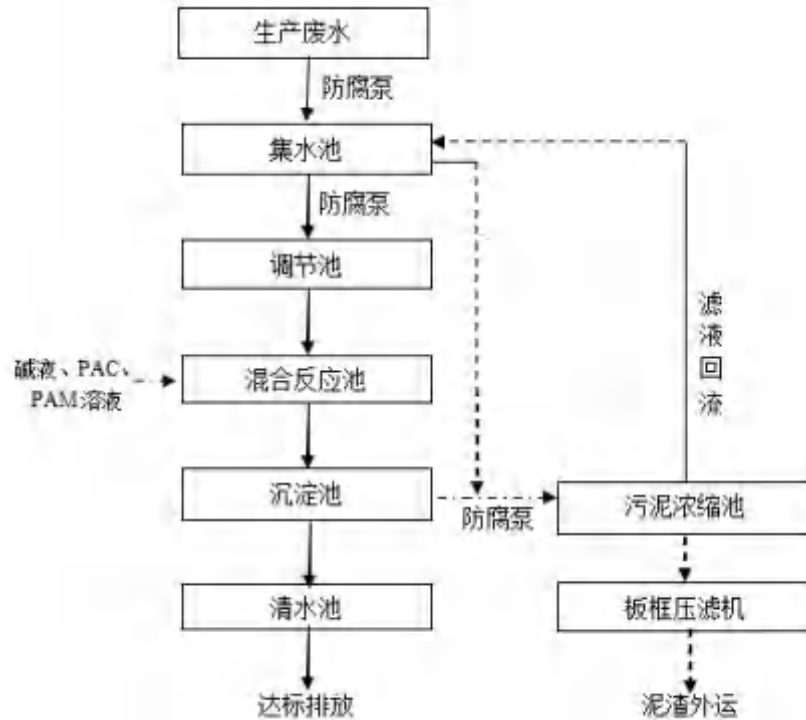 生产废水
防腐泵
集水池
防腐泵
调节池
滤液回流
碱液、PAC、
PAM溶液
混合反应池
沉淀池
防腐泵
污泥浓缩池
清水池
板框压滤机
达标排放
泥渣外运